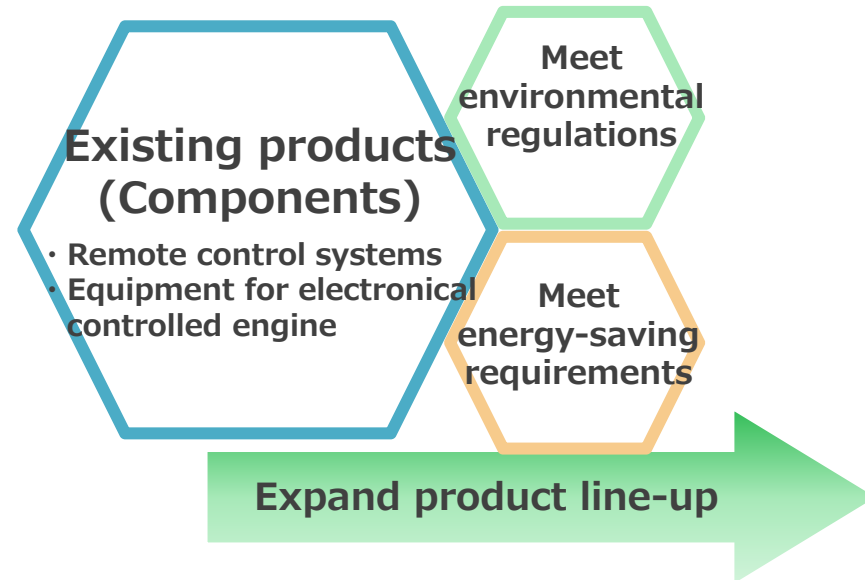 Existing products
(Components)
・Remote control systems
・Equipment for electronical
controlled engine
Meet
environmental
regulations
Meet
energy-saving
requirements
Expand product line-up